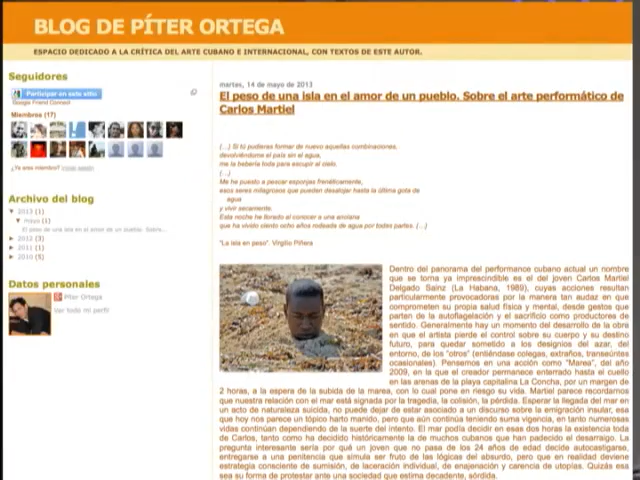 BLOG DE PÍTER ORTEGA
ESPACIO DEDICADO A LA CRÍTICA DEL ARTE CUBANO E INTERNACIONAL, CON TEXTOS DE ESTE AUTOR.
Seguidores
Participar en este sitio
Google Friend Connect
Miembros (17)
¿Ya eres miembro? Iniciar sesión
Archivo del blog
▼ 2013 (1)
▼ mayo (1)
El peso de una isla en el amor de un pueblo. Sobre...
► 2012 (3)
► 2011 (1)
► 2010 (5)
Datos personales
Píter Ortega
Ver todo mi perfil
martes, 14 de mayo de 2013
El peso de una isla en el amor de un pueblo. Sobre el arte performático de
Carlos Martiel
(...) Si tú pudieras formar de nuevo aquellas combinaciones,
devolviéndome el país sin el agua,
me la bebería toda para escupir al cielo.
(...)
Me he puesto a pescar esponjas frenéticamente,
esos seres milagrosos que pueden desalojar hasta la última gota de
agua
y vivir secamente.
Esta noche he llorado al conocer a una anciana
que ha vivido ciento ocho años rodeada de agua por todas partes. (...)
"La isla en peso". Virgilio Piñera
Dentro del panorama del performance cubano actual un nombre
que se torna ya imprescindible es el del joven Carlos Martiel
Delgado Sainz (La Habana, 1989), cuyas acciones resultan
particularmente provocadoras por la manera tan audaz en que
comprometen su propia salud física y mental, desde gestos que
parten de la autoflagelación y el sacrificio como productores de
sentido. Generalmente hay un momento del desarrollo de la obra
en que el artista pierde el control sobre su cuerpo y su destino
futuro, para quedar sometido a los designios del azar, del
entorno, de los "otros" (entiéndase colegas, extraños, transeúntes
ocasionales). Pensemos en una acción como "Marea", del año
2009, en la que el creador permanece enterrado hasta el cuello
en las arenas de la playa capitalina La Concha, por un margen de
2 horas, a la espera de la subida de la marea, con lo cual pone en riesgo su vida. Martiel parece recordarnos
que nuestra relación con el mar está signada por la tragedia, la colisión, la pérdida. Esperar la llegada del mar en
un acto de naturaleza suicida, no puede dejar de estar asociado a un discurso sobre la emigración insular, esa
que hoy nos parece un tópico harto manido, pero que aún continúa teniendo suma vigencia, en tanto numerosas
vidas continúan dependiendo de la suerte del intento. El mar podía decidir en esas dos horas la existencia toda
de Carlos, tanto como ha decidido históricamente la de muchos cubanos que han padecido el desarraigo. La
pregunta interesante sería por qué un joven que no pasa de los 24 años de edad decide autocastigarse,
entregarse a una penitencia que símula ser fruto de las lógicas del absurdo, pero que en realidad deviene
estrategia consciente de sumisión, de laceración individual, de enajenación y carencia de utopías. Quizás esa
sea su forma de protestar ante una sociedad que estima decadente, sórdida.